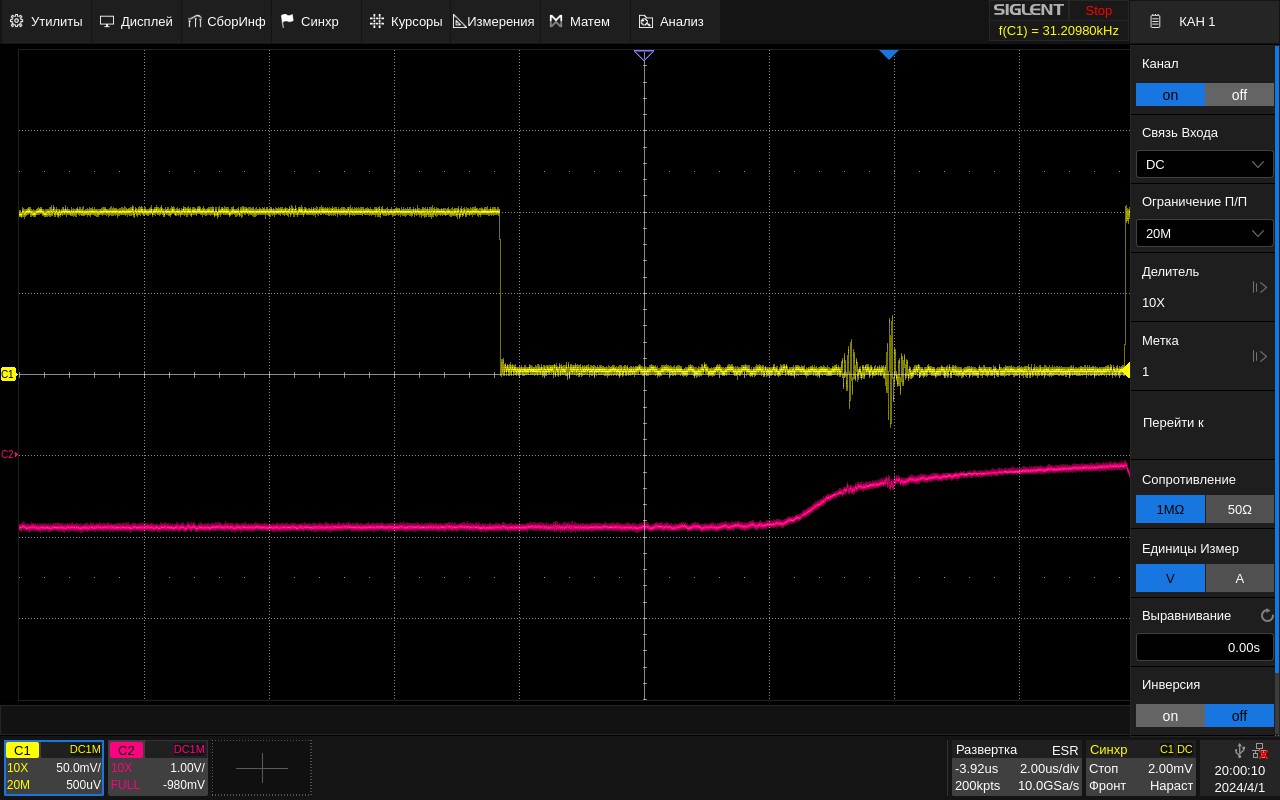 Утилиты Дисплей СборИнф Синхр Курсоры Измерения Матем Анализ SIGLENT Stop КАН 1
f(C1) = 31.20980kHz
Канал
on off
Связь Входа
DC
Ограничение П/П
20M
Делитель
10X
Метка
1
Перейти к
Сопротивление
1MΩ 50Ω
Единицы Измер
V A
Выравнивание
0.00s
Инверсия
on off
C1
C2
C1 DC1M
10X 50.0mV/
20M 500uV
C2 DC1M
10X 1.00V/
FULL -980mV
Развертка ESR
-3.92us 2.00us/div
200kpts 10.0GSa/s
Синхр C1 DC
Стоп 2.00mV
Фронт Нараст
20:00:10
2024/4/1